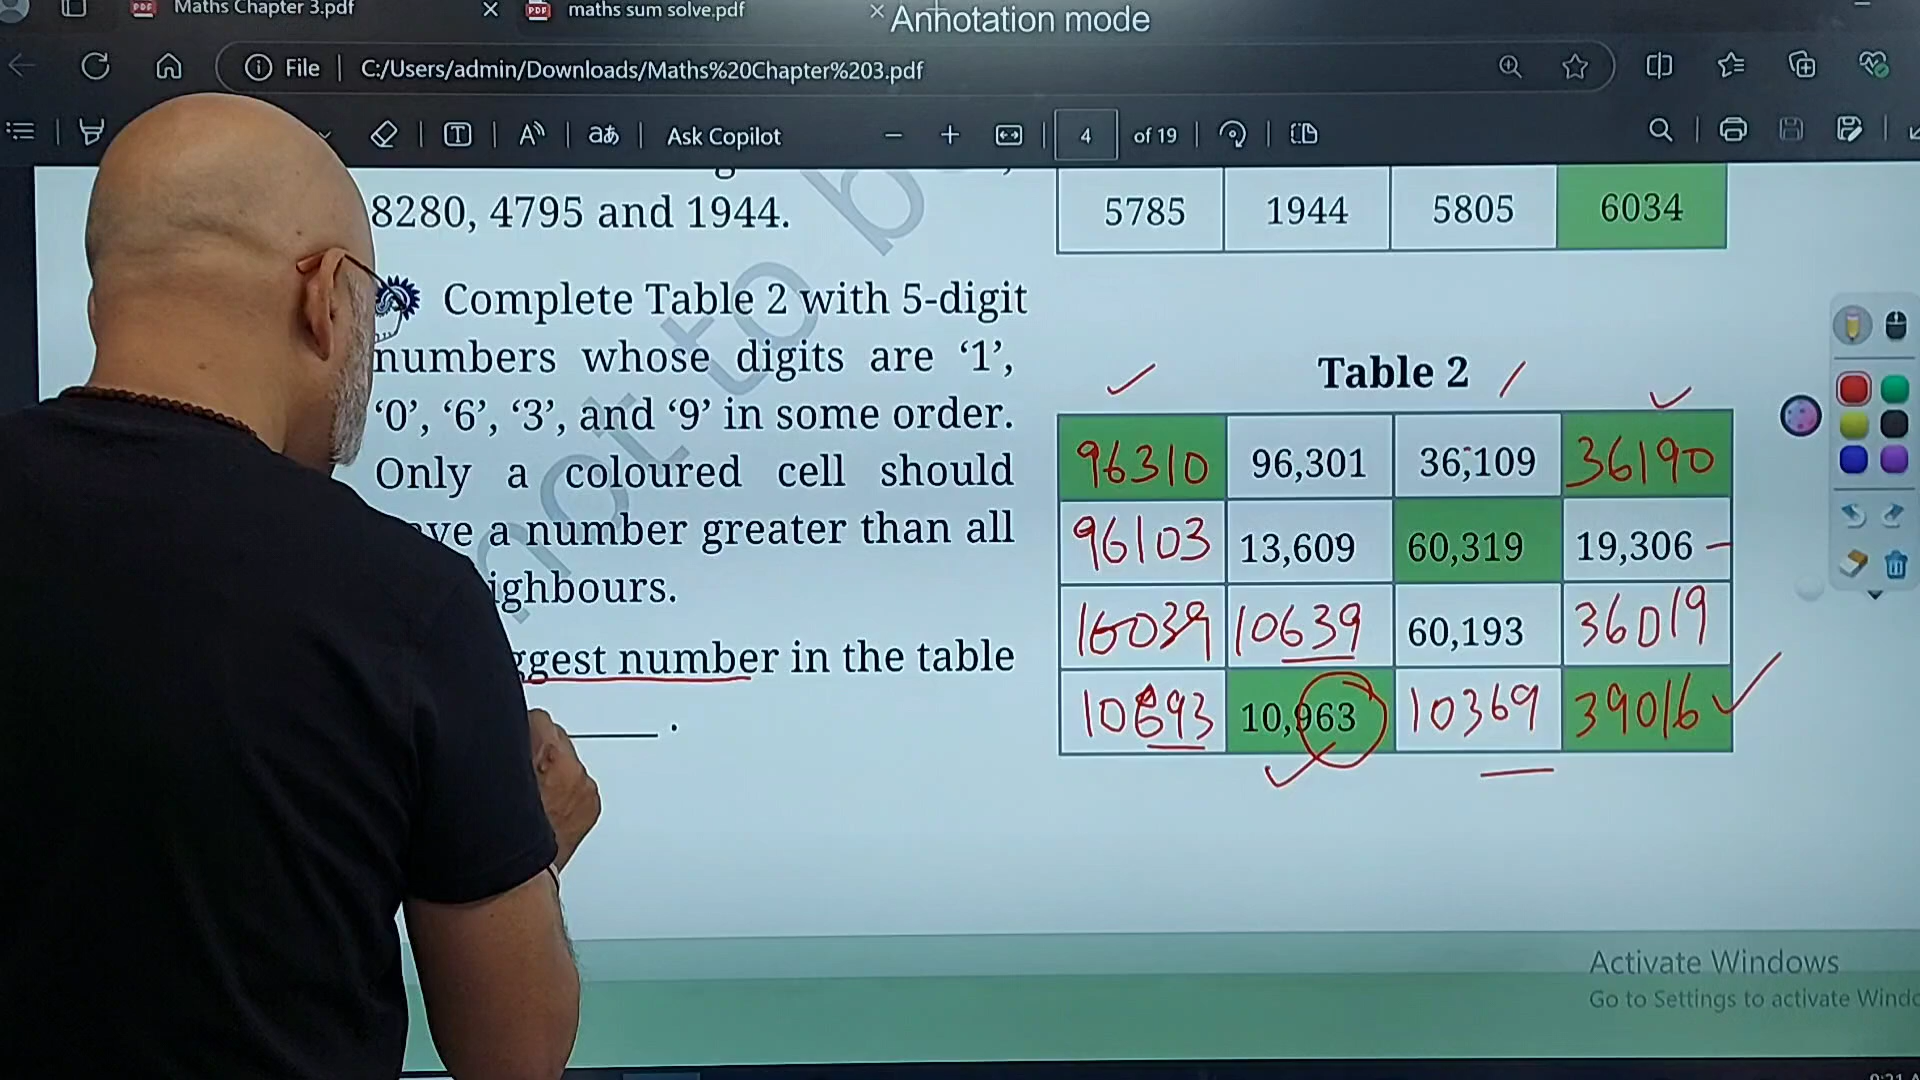 Maths Chapter 3.pdf
maths sum solve.pdf
Annotation mode
File
C:/Users/admin/Downloads/Maths%20Chapter%203.pdf
Ask Copilot
4 of 19
8280, 4795 and 1944.
5785 1944 5805 6034
Complete Table 2 with 5-digit
numbers whose digits are ‘1’,
‘0’, ‘6’, ‘3’, and ‘9’ in some order.
Only a coloured cell should
ve a number greater than all
ighbours.
ggest number in the table
.
Table 2
96310 96,301 36,109 36190
96103 13,609 60,319 19,306
16039 10639 60,193 36019
10693 10,963 10369 39016
not to b
Activate Windows
Go to Settings to activate Windo